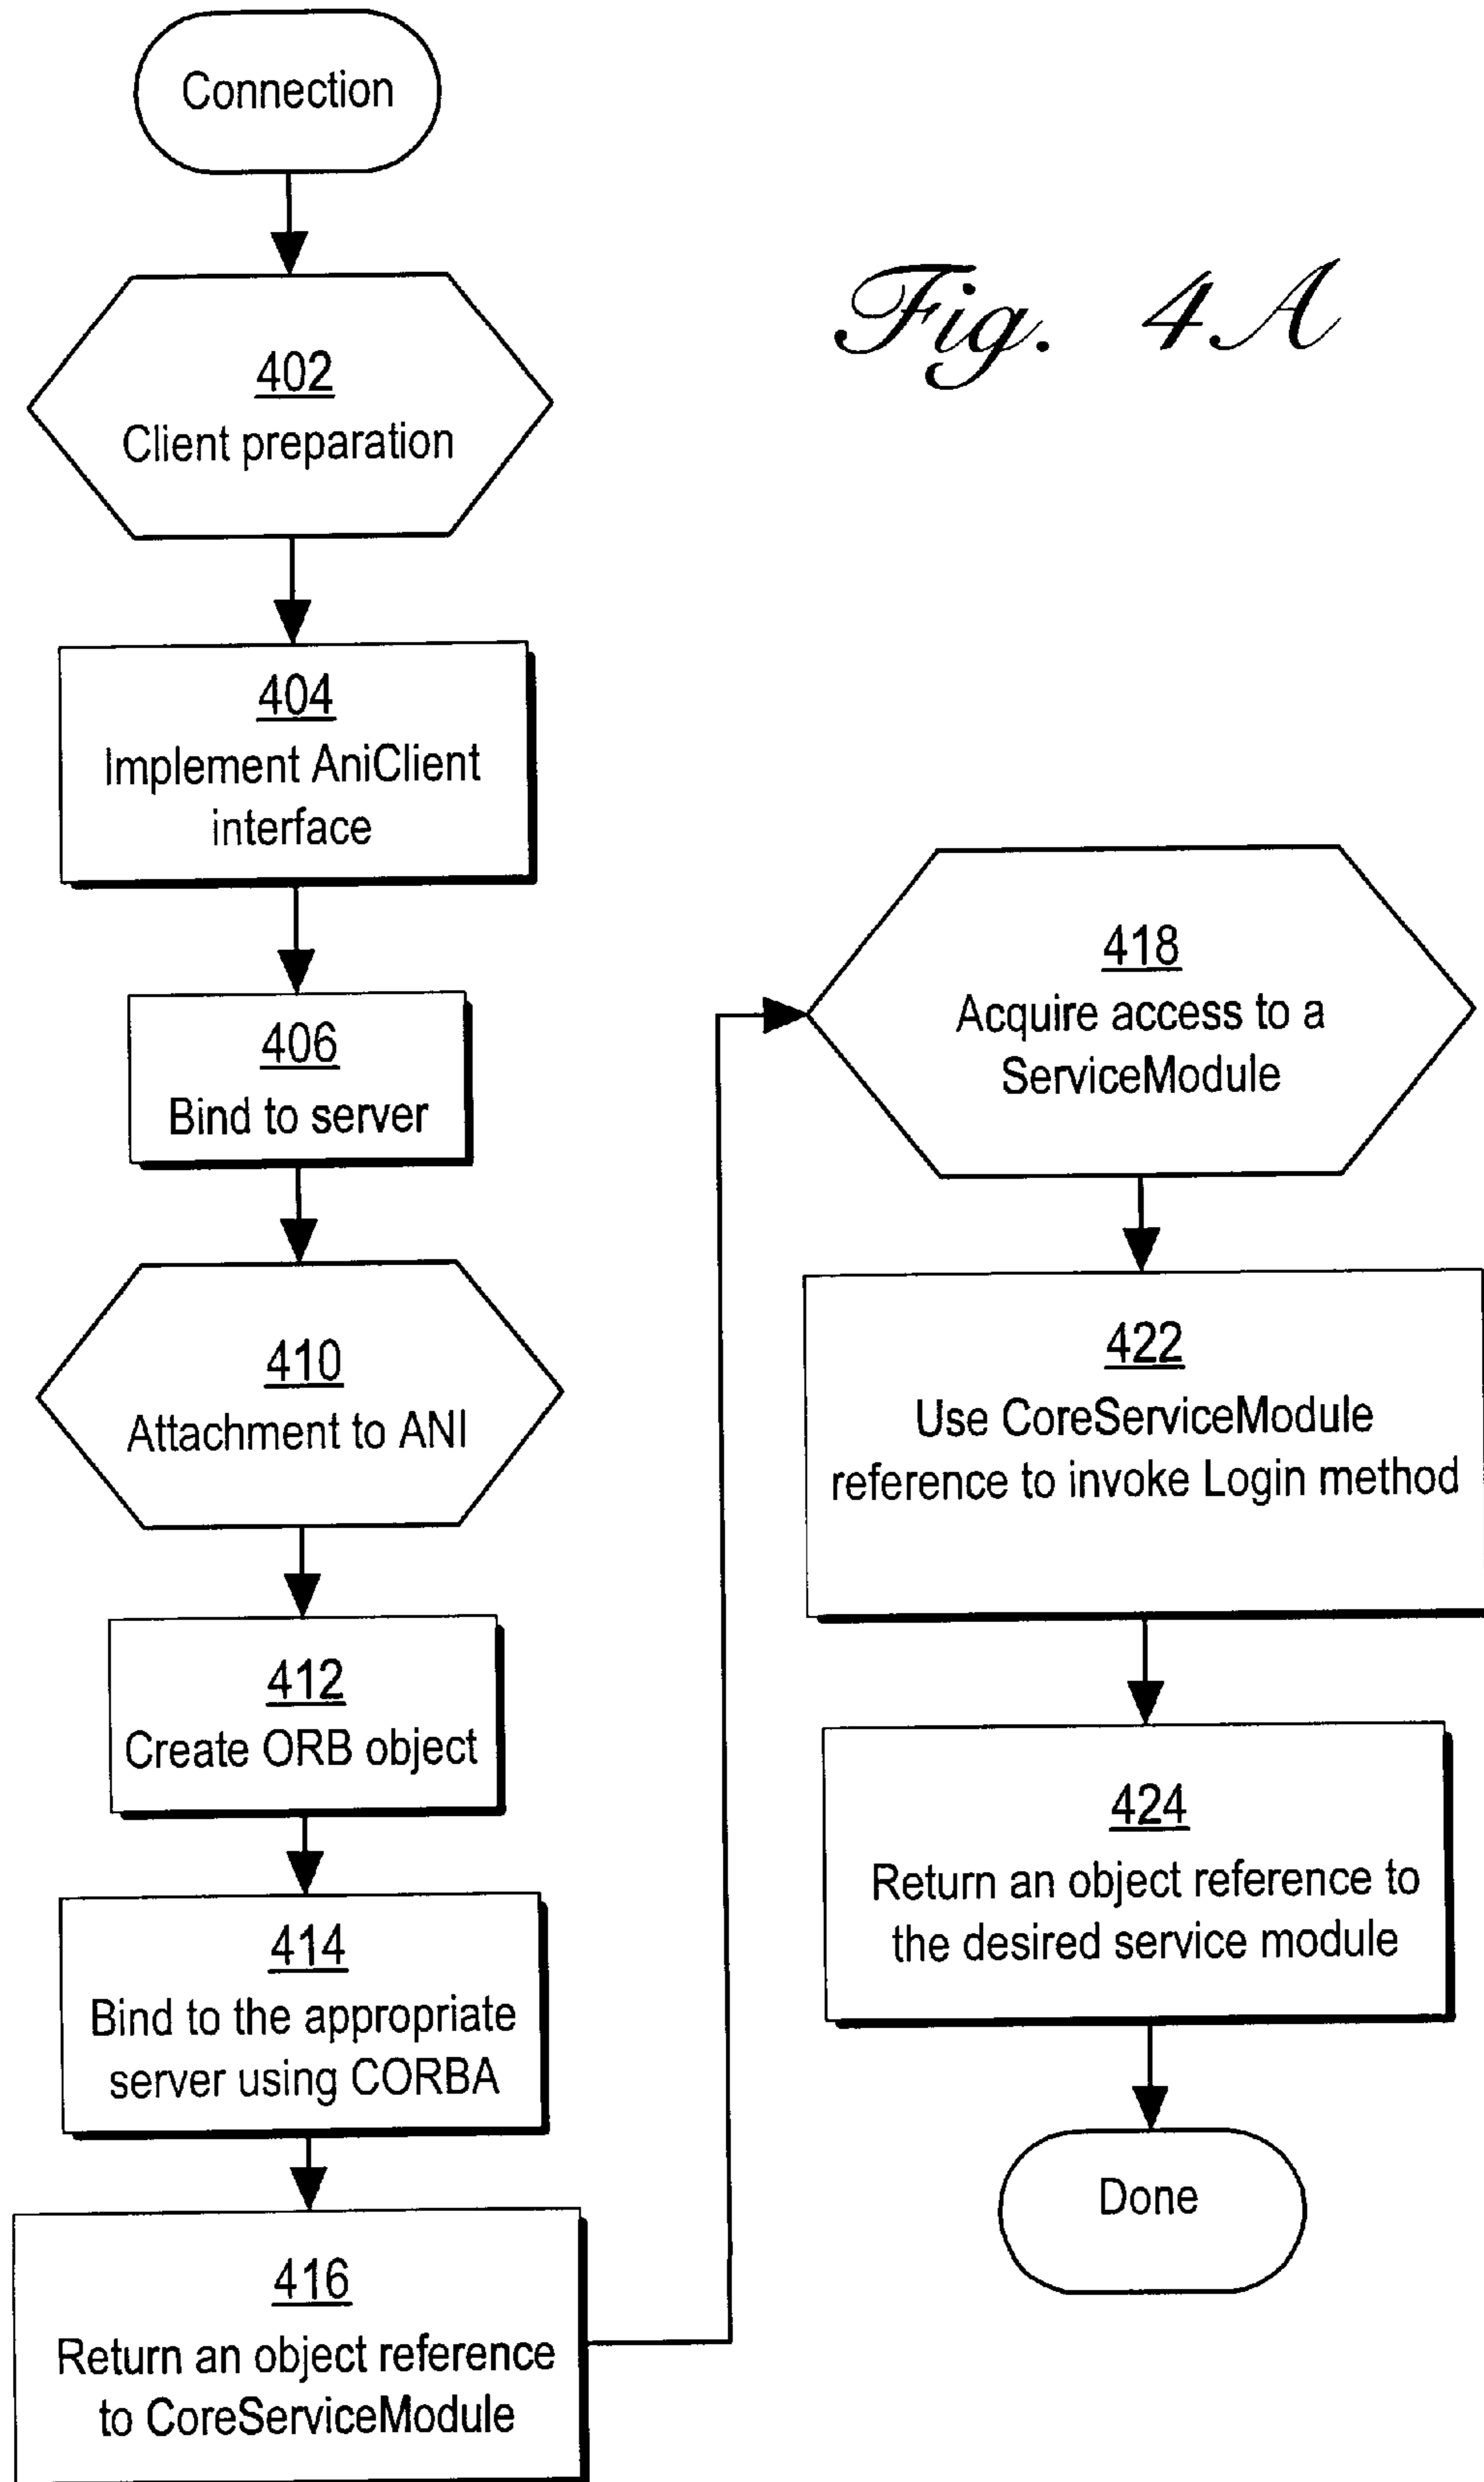 Connection
Fig. 4A
402
Client preparation
404
Implement AniClient
interface
406
Bind to server
410
Attachment to ANI
412
Create ORB object
414
Bind to the appropriate
server using CORBA
416
Return an object reference
to CoreServiceModule
418
Acquire access to a
ServiceModule
422
Use CoreServiceModule
reference to invoke Login method
424
Return an object reference to
the desired service module
Done